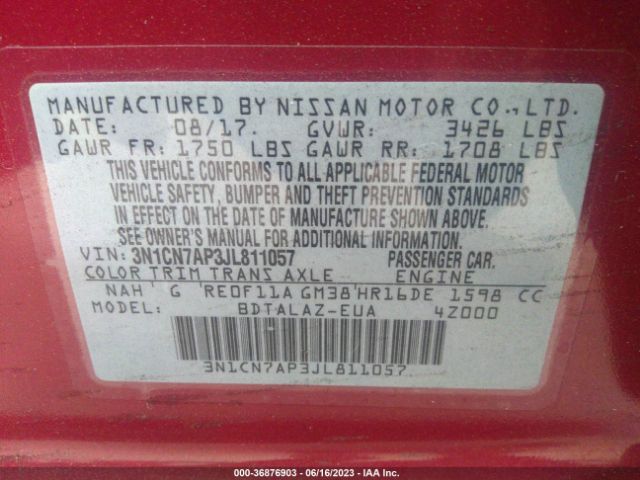 MANUFACTURED BY NISSAN MOTOR CO., LTD.
DATE: 08/17. GVWR: 3426 LBS
GAWR FR: 1750 LBS GAWR RR: 1708 LBS
THIS VEHICLE CONFORMS TO ALL APPLICABLE FEDERAL MOTOR
VEHICLE SAFETY, BUMPER AND THEFT PREVENTION STANDARDS
IN EFFECT ON THE DATE OF MANUFACTURE SHOWN ABOVE.
SEE OWNER'S MANUAL FOR ADDITIONAL INFORMATION.
VIN: 3N1CN7AP3JL811057 PASSENGER CAR.
COLOR TRIM TRANS AXLE ENGINE
NAH G RE0F11A GM38 HR16DE 1598 CC
MODEL: BDTALAZ-EUA 4Z000
3N1CN7AP3JL811057
000-36876903 - 06/16/2023 - IAA Inc.